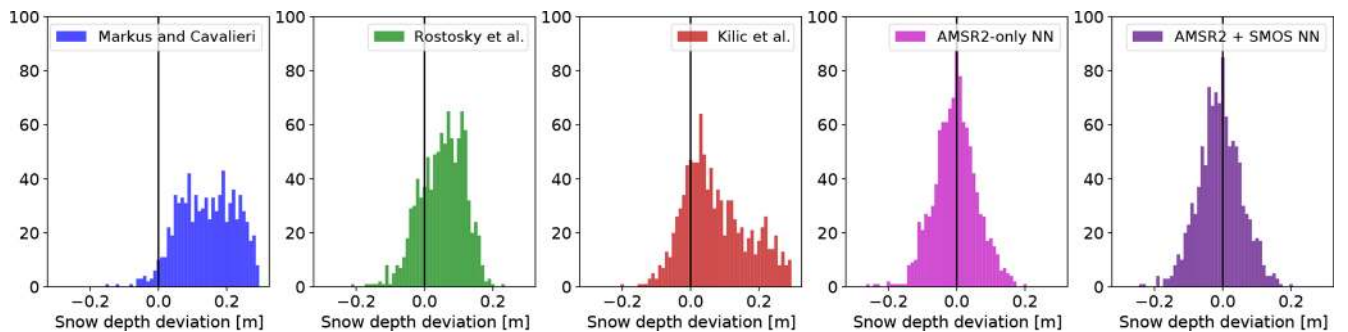 100
80
60
40
20
0
Markus and Cavalieri
−0.2 0.0 0.2
Snow depth deviation [m]
100
80
60
40
20
0
Rostosky et al.
−0.2 0.0 0.2
Snow depth deviation [m]
100
80
60
40
20
0
Kilic et al.
−0.2 0.0 0.2
Snow depth deviation [m]
100
80
60
40
20
0
AMSR2-only NN
−0.2 0.0 0.2
Snow depth deviation [m]
100
80
60
40
20
0
AMSR2 + SMOS NN
−0.2 0.0 0.2
Snow depth deviation [m]